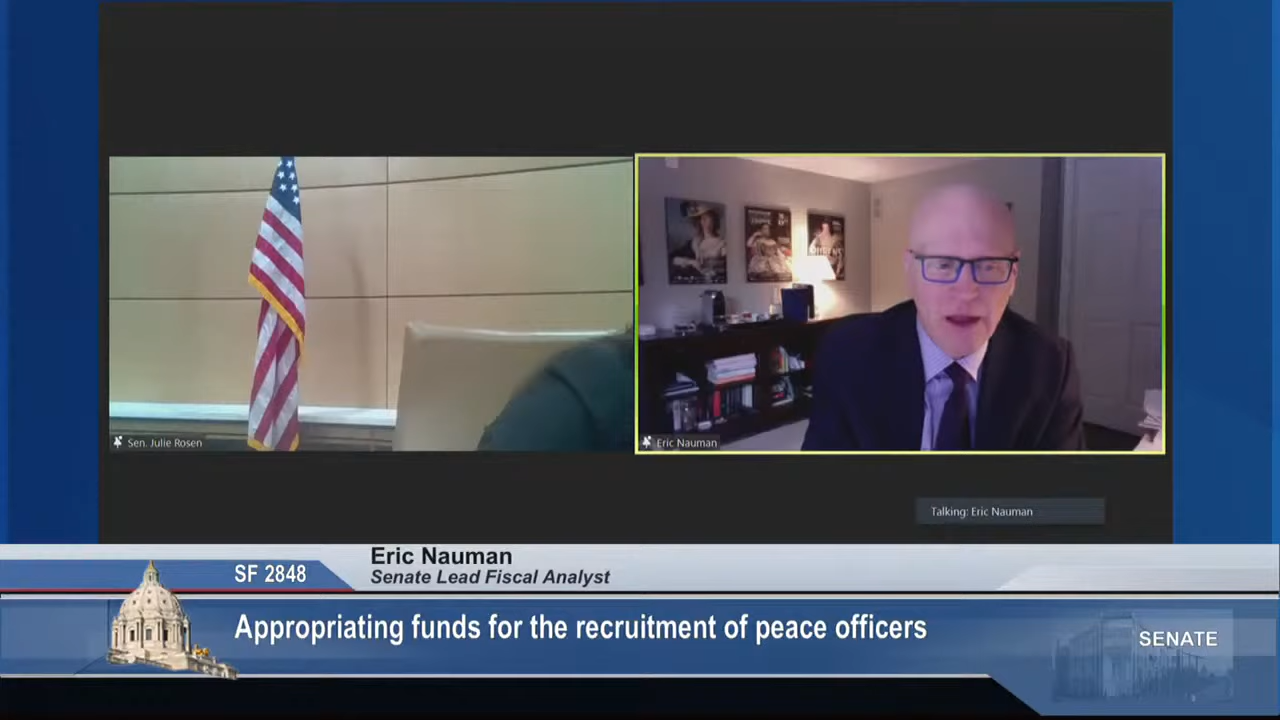 Sen. Julie Rosen
Eric Nauman
Talking: Eric Nauman
Eric Nauman
Senate Lead Fiscal Analyst
SF 2848
Appropriating funds for the recruitment of peace officers
SENATE